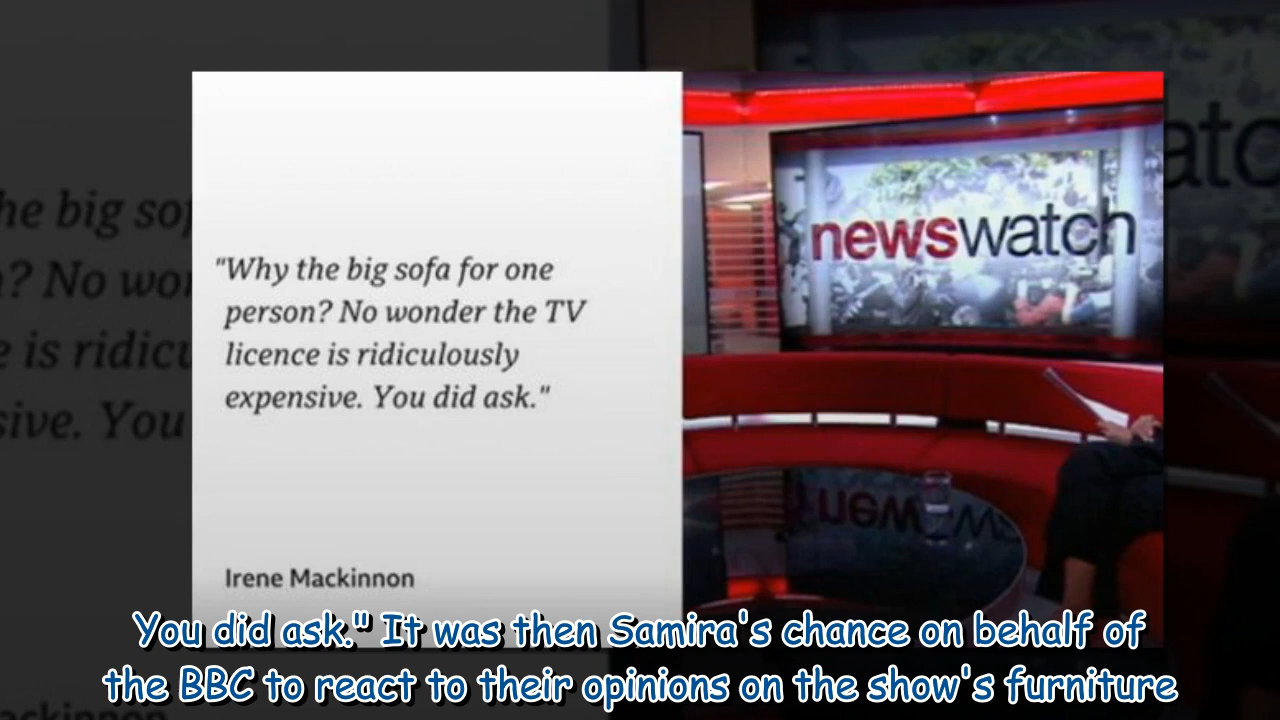 "Why the big sofa for one
person? No wonder the TV
licence is ridiculously
expensive. You did ask."
Irene Mackinnon
newswatch
You did ask." It was then Samira's chance on behalf of
the BBC to react to their opinions on the show's furniture